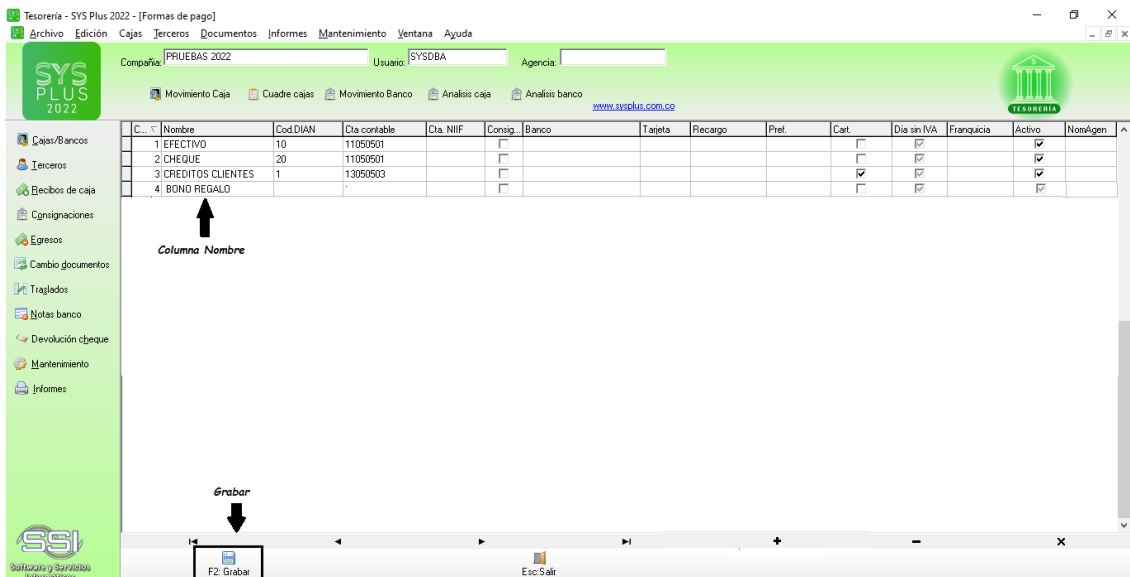 Tesorería - SYS Plus 2022 - [Formas de pago]
Archivo Edición Cajas Terceros Documentos Informes Mantenimiento Ventana Ayuda
SYS
PLUS
2022
Compañia: PRUEBAS 2022 Usuario: SYSDBA Agencia:
Movimiento Caja Cuadre cajas Movimiento Banco Analisis caja Analisis banco
www.sysplus.com.co
TESORERÍA
Cajas/Bancos
Terceros
Recibos de caja
Consignaciones
Egresos
Cambio documentos
Traslados
Notas banco
Devolución cheque
Mantenimiento
Informes
C... Nombre Cod.DIAN Cta contable Cta. NIIF Consig... Banco Tarjeta Recargo Pref. Cart. Dia sin IVA Franquicia Activo NomAgen
1 EFECTIVO 10 11050501
2 CHEQUE 20 11050501
3 CREDITOS CLIENTES 1 13050503
4 BONO REGALO
Columna Nombre
Grabar
F2: Grabar Esc:Salir
SSI
Software y Servicios
Informáticos